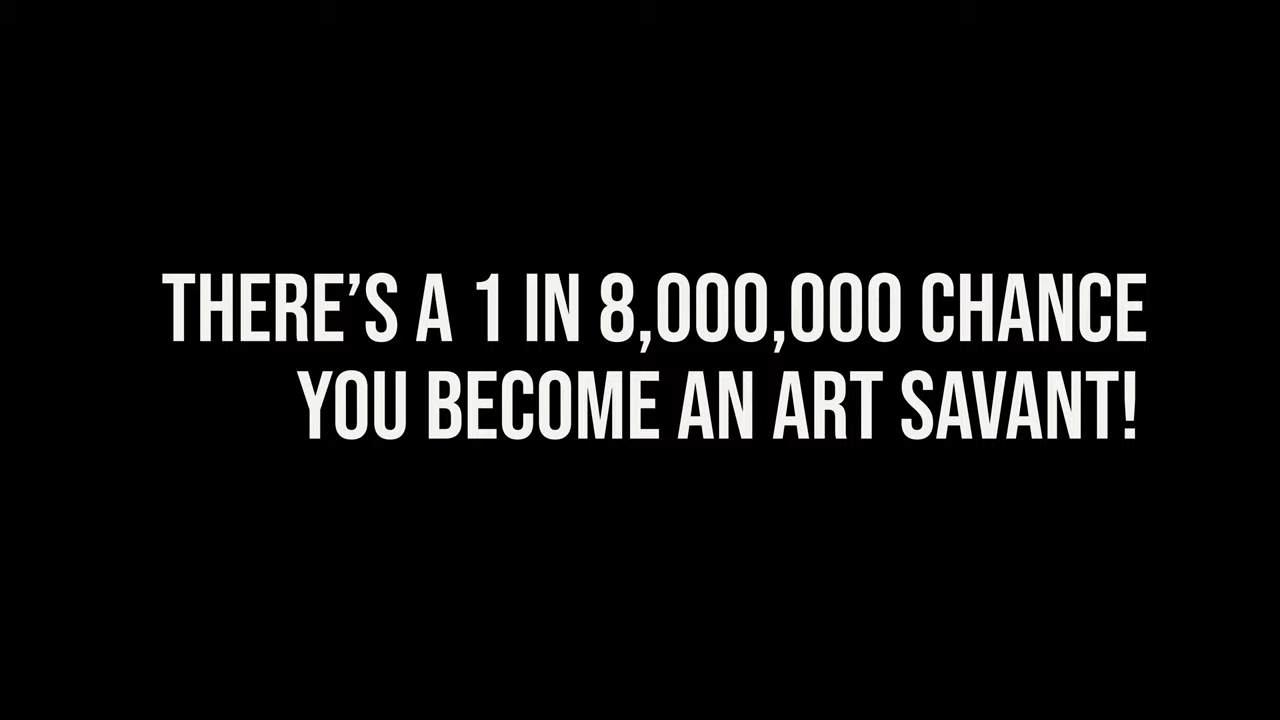 THERE’S A 1 IN 8,000,000 CHANCE
YOU BECOME AN ART SAVANT!